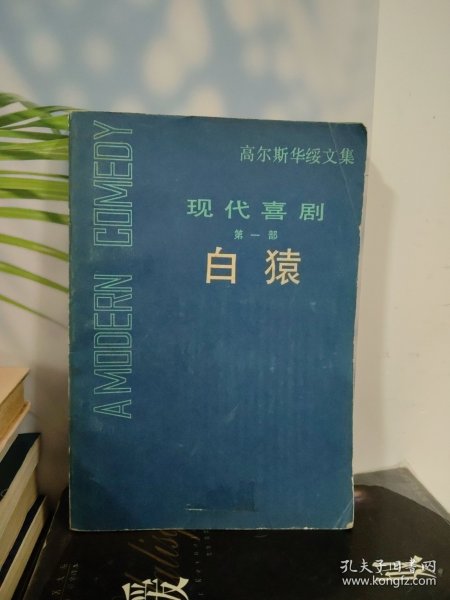 A MODERN COMEDY
高尔斯华绥文集
现代喜剧
第一部
白猿
孔夫子旧书网
www.kongfz.com